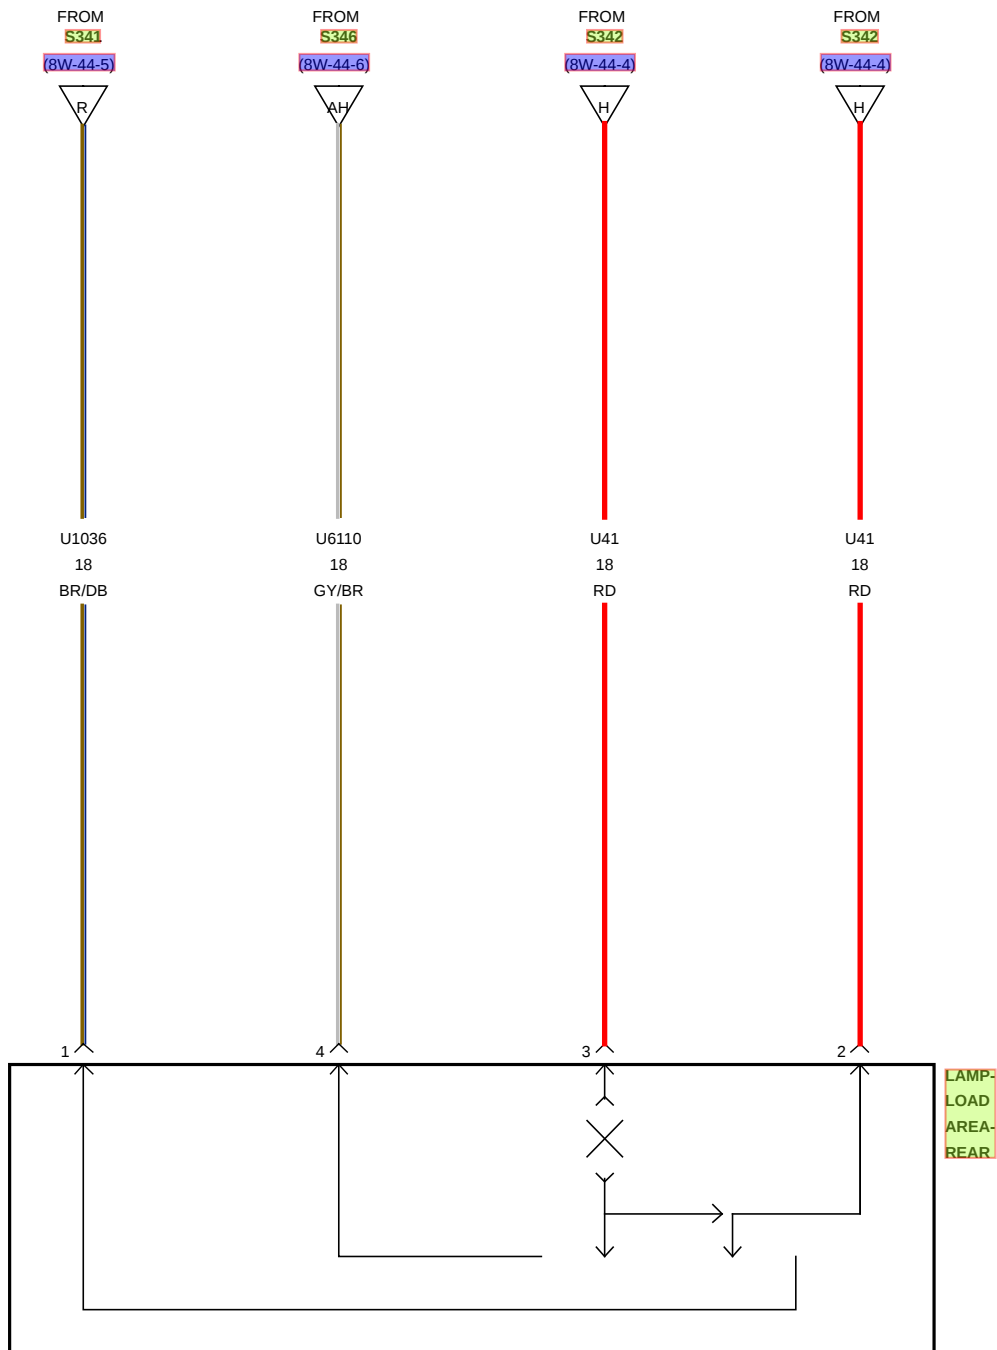 FROM FROM FROM FROM
S341 S346 S342 S342
(8W-44-5) (8W-44-6) (8W-44-4) (8W-44-4)
R AH H H
U1036 U6110 U41 U41
18 18 18 18
BR/DB GY/BR RD RD
1 4 3 2
LAMP-
LOAD
AREA-
REAR